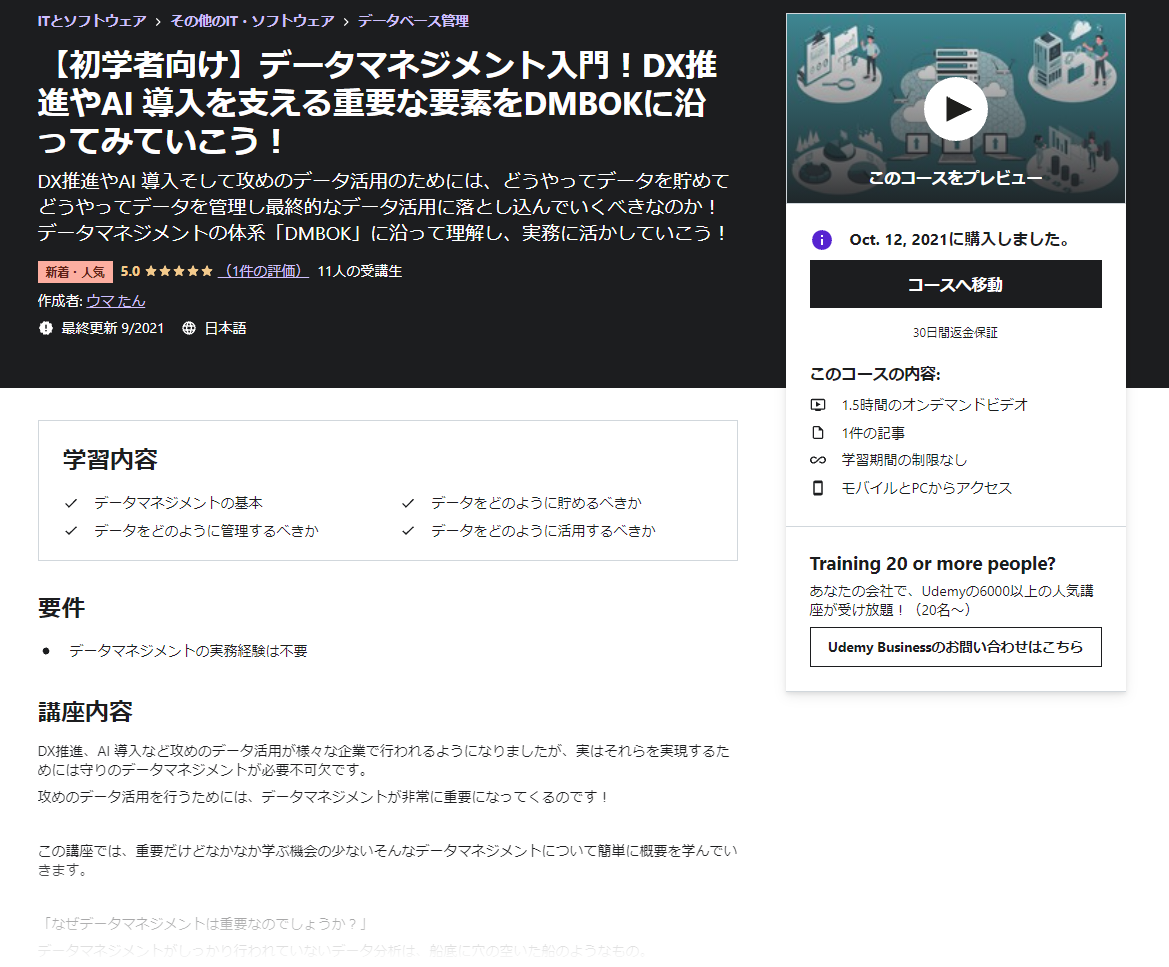 ITとソフトウェア › その他のIT・ソフトウェア › データベース管理
【初学者向け】データマネジメント入門！DX推
進やAI 導入を支える重要な要素をDMBOKに沿
ってみていこう！
DX推進やAI 導入そして攻めのデータ活用のためには、どうやってデータを貯めて
どうやってデータを管理し最終的なデータ活用に落とし込んでいくべきなのか！
データマネジメントの体系「DMBOK」に沿って理解し、実務に活かしていこう！
新着・人気 5.0 ★★★★★ （1件の評価） 11人の受講生
作成者: ウマ たん
最終更新 9/2021 日本語
このコースをプレビュー
Oct. 12, 2021に購入しました。
コースへ移動
30日間返金保証
このコースの内容:
1.5時間のオンデマンドビデオ
1件の記事
学習期間の制限なし
モバイルとPCからアクセス
Training 20 or more people?
あなたの会社で、Udemyの6000以上の人気講
座が受け放題！（20名～）
Udemy Businessのお問い合わせはこちら
学習内容
データマネジメントの基本
データをどのように貯めるべきか
データをどのように管理するべきか
データをどのように活用するべきか
要件
● データマネジメントの実務経験は不要
講座内容
DX推進、AI 導入など攻めのデータ活用が様々な企業で行われるようになりましたが、実はそれらを実現するた
めには守りのデータマネジメントが必要不可欠です。
攻めのデータ活用を行うためには、データマネジメントが非常に重要になってくるのです！
この講座では、重要だけどなかなか学ぶ機会の少ないそんなデータマネジメントについて簡単に概要を学んでい
きます。
「なぜデータマネジメントは重要なのでしょうか？」
データマネジメントがしっかり行われていないデータ分析は、船底に穴の空いた船のようなもの。